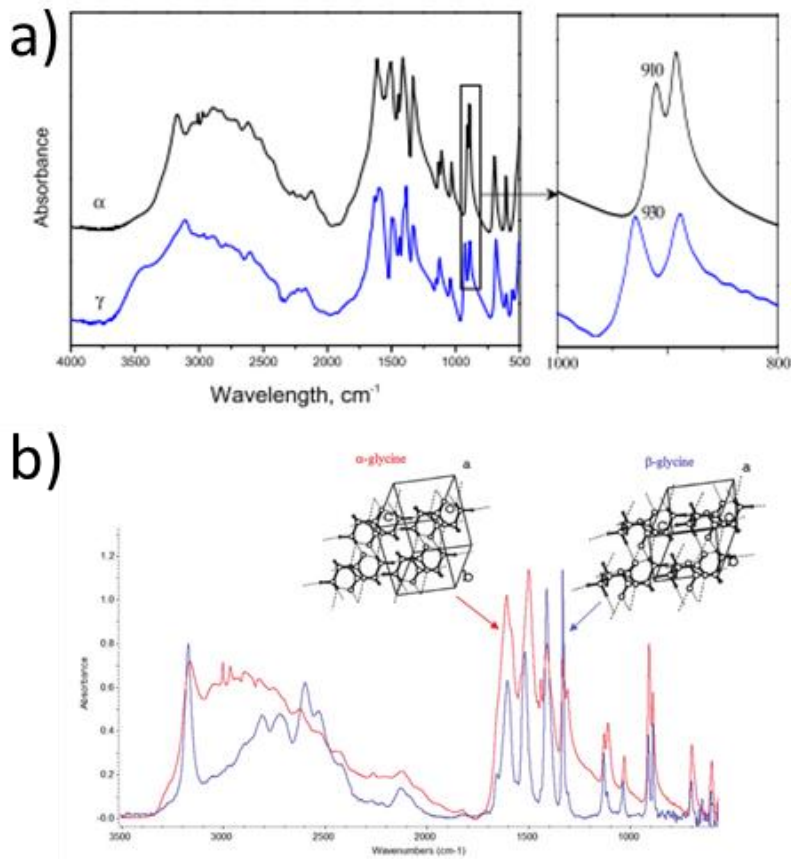 a)
Absorbance
α
γ
4000 3500 3000 2500 2000 1500 1000 500
Wavelength, cm-1
910
930
1000 800
b)
α-glycine
a
b
β-glycine
a
b
Absorbance
1.2
1.0
0.8
0.6
0.4
0.2
-0.0
3500 3000 2500 2000 1500 1000
Wavenumbers (cm-1)